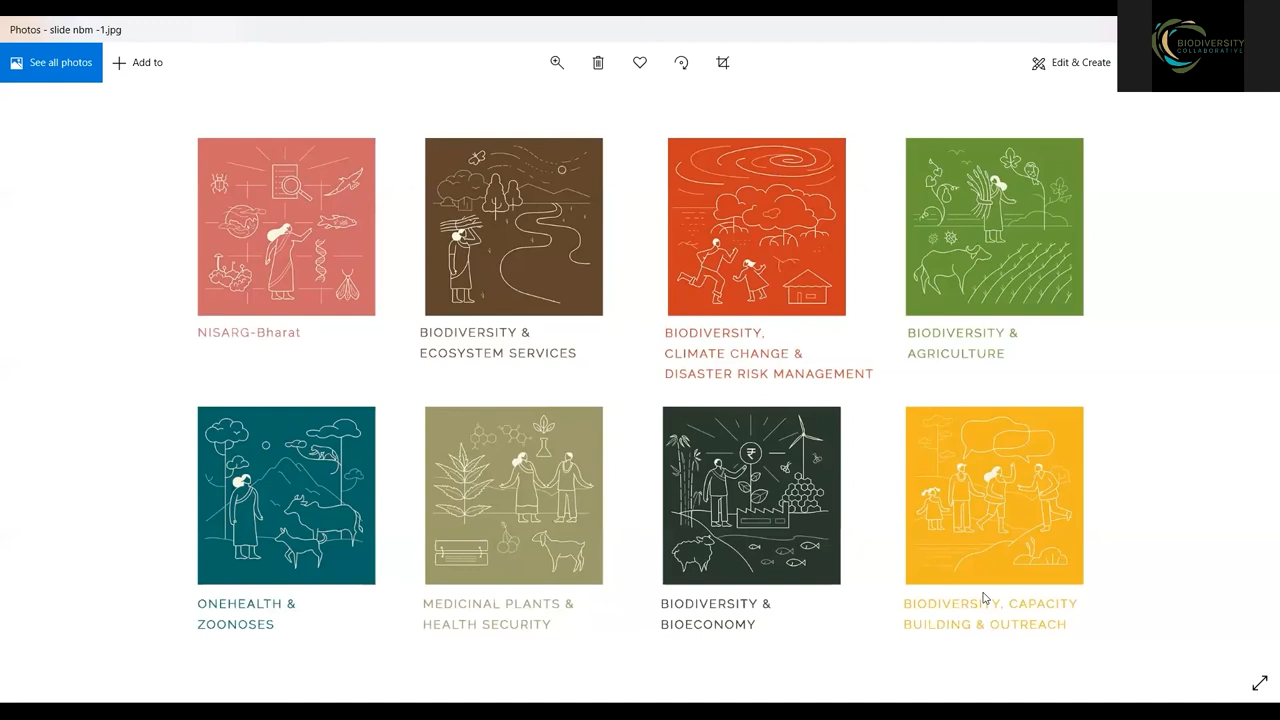 Photos - slide nbm -1.jpg
BIODIVERSITY
COLLABORATIVE
See all photos
Add to
Edit & Create
NISARG-Bharat
BIODIVERSITY &
ECOSYSTEM SERVICES
BIODIVERSITY,
CLIMATE CHANGE &
DISASTER RISK MANAGEMENT
BIODIVERSITY &
AGRICULTURE
₹
ONEHEALTH &
ZOONOSES
MEDICINAL PLANTS &
HEALTH SECURITY
BIODIVERSITY &
BIOECONOMY
BIODIVERSITY, CAPACITY
BUILDING & OUTREACH